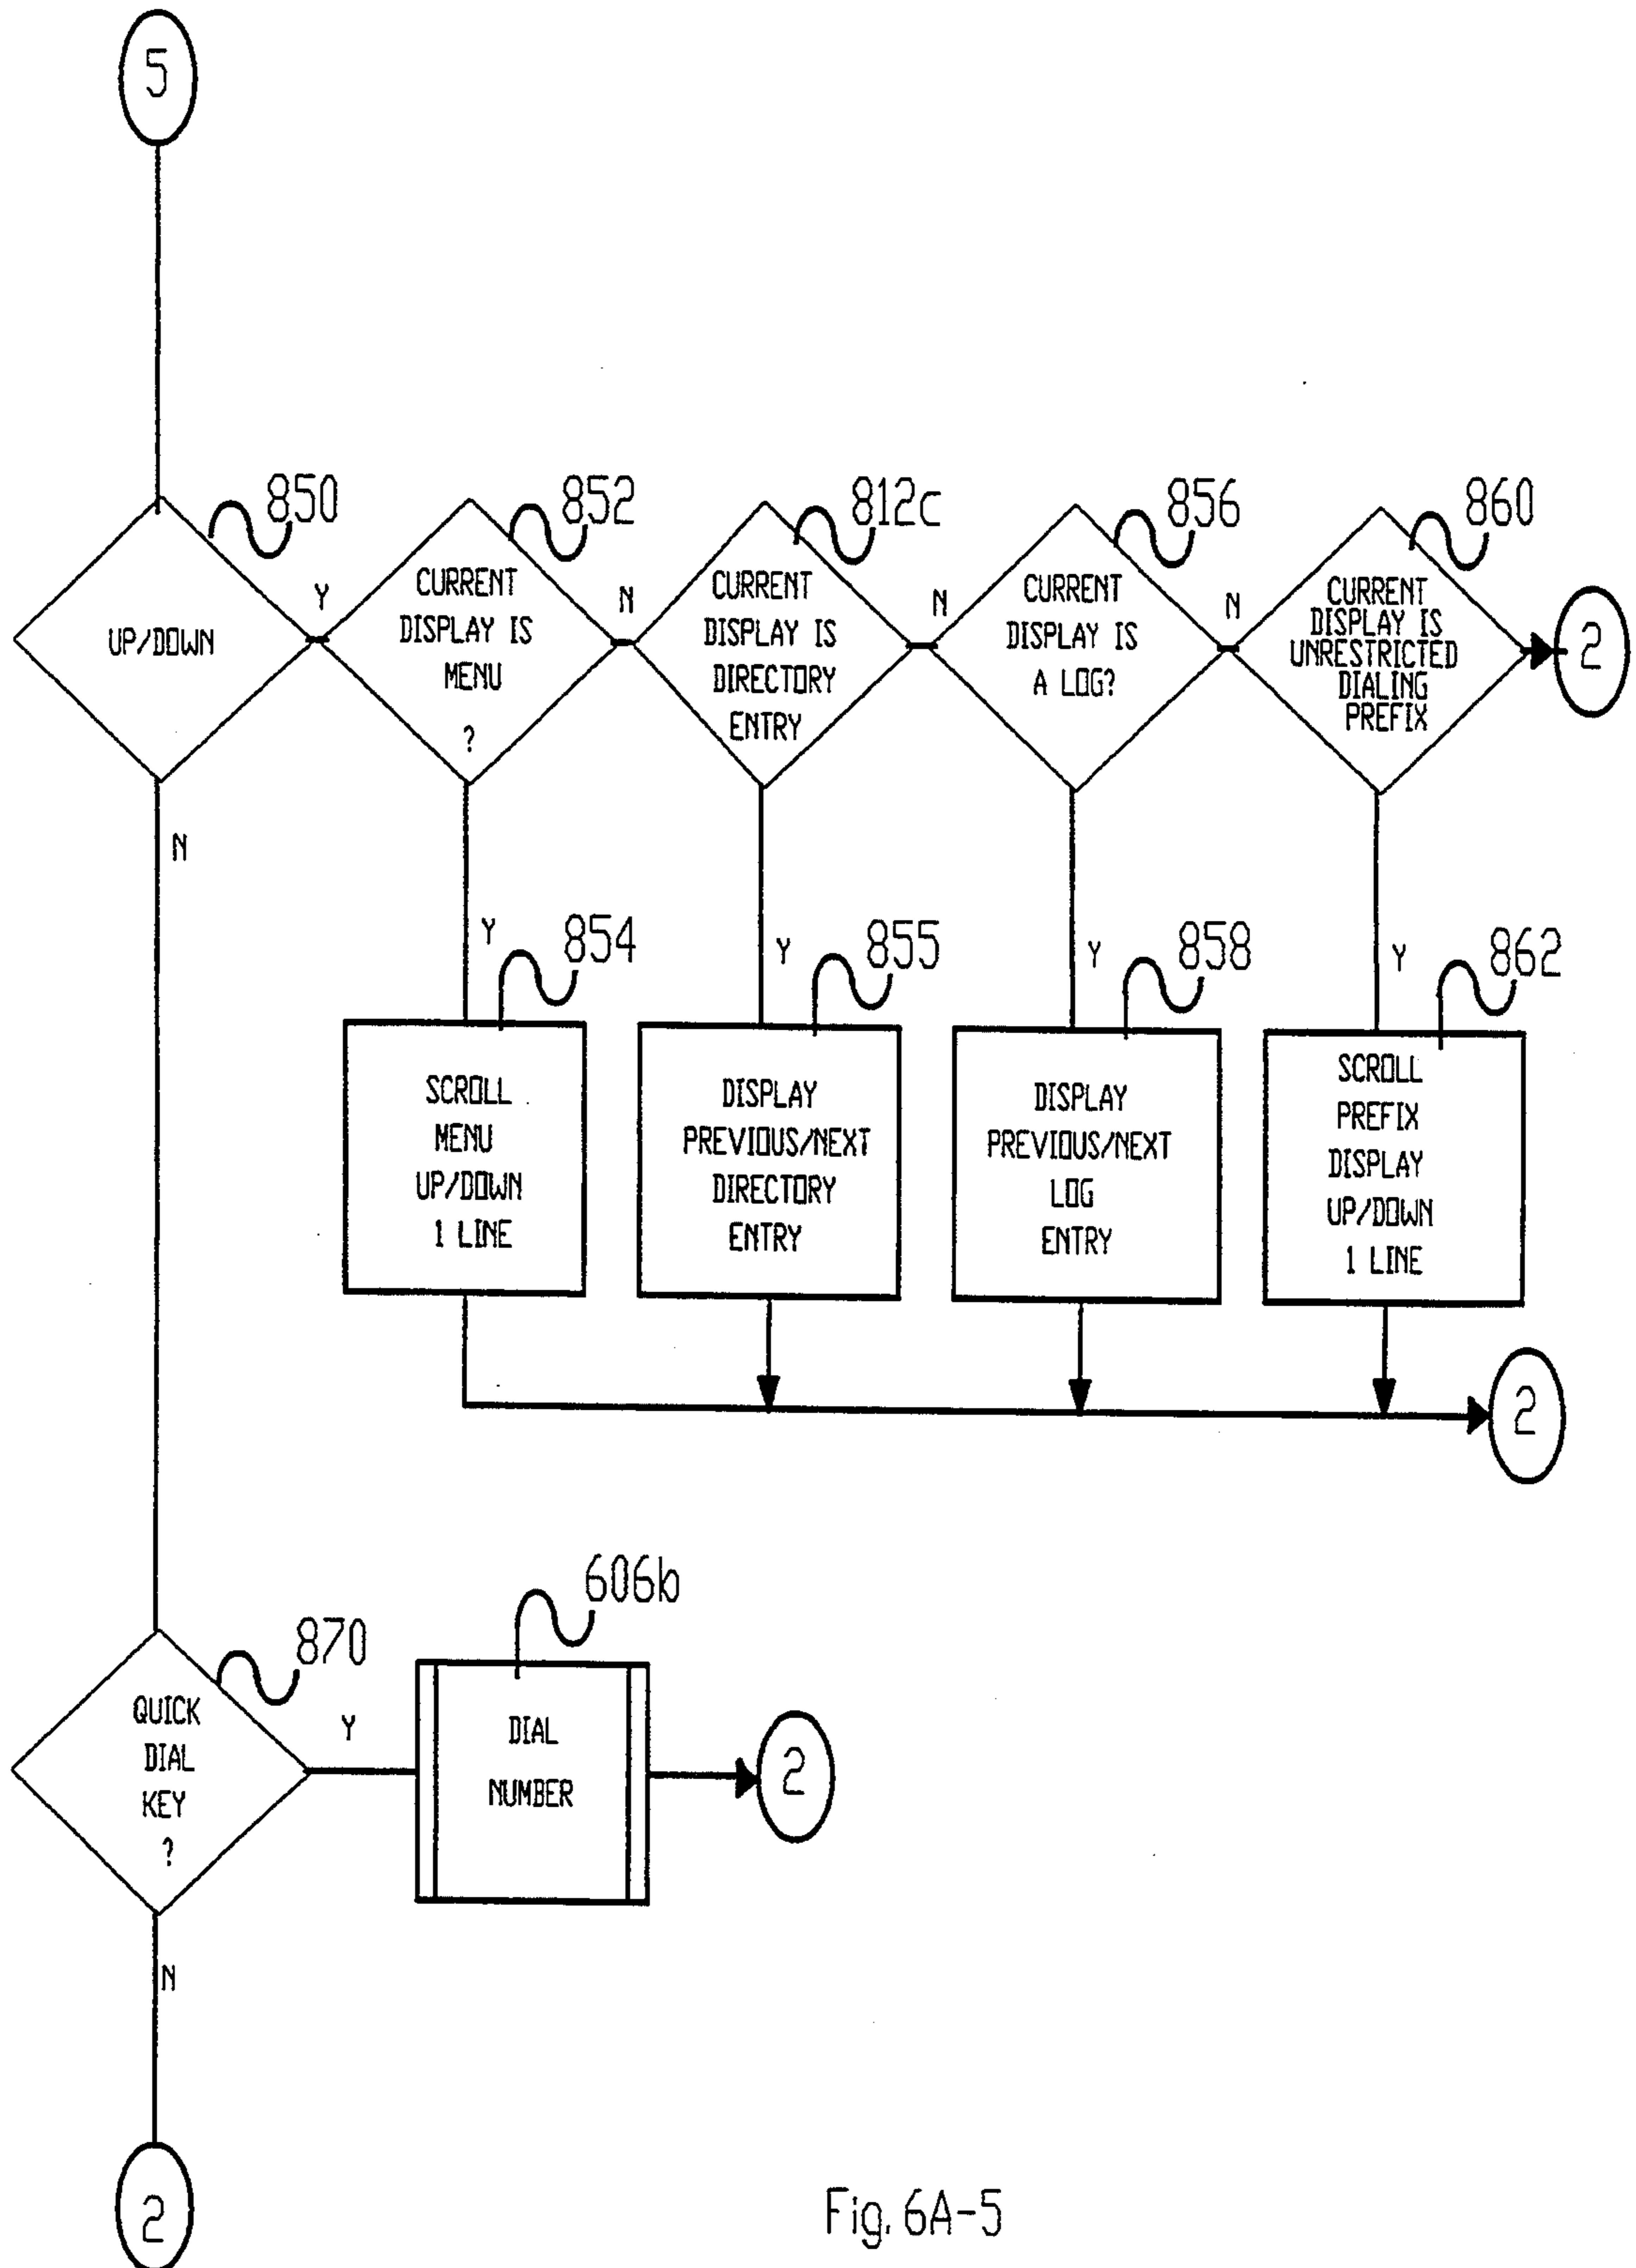 5
850
852
812c
856
860
UP/DOWN
Y
CURRENT
DISPLAY IS
MENU
?
N
CURRENT
DISPLAY IS
DIRECTORY
ENTRY
N
CURRENT
DISPLAY IS
A LOG?
N
CURRENT
DISPLAY IS
UNRESTRICTED
DIALING
PREFIX
2
N
Y
854
Y
855
Y
858
Y
862
SCROLL
MENU
UP/DOWN
1 LINE
DISPLAY
PREVIOUS/NEXT
DIRECTORY
ENTRY
DISPLAY
PREVIOUS/NEXT
LOG
ENTRY
SCROLL
PREFIX
DISPLAY
UP/DOWN
1 LINE
2
870
606b
QUICK
DIAL
KEY
?
Y
DIAL
NUMBER
2
N
2
Fig. 6A-5